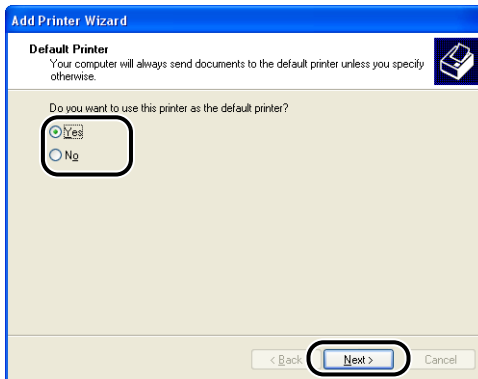 Add Printer Wizard
Default Printer
Your computer will always send documents to the default printer unless you specify
otherwise.
Do you want to use this printer as the default printer?
Yes
No
< Back
Next >
Cancel